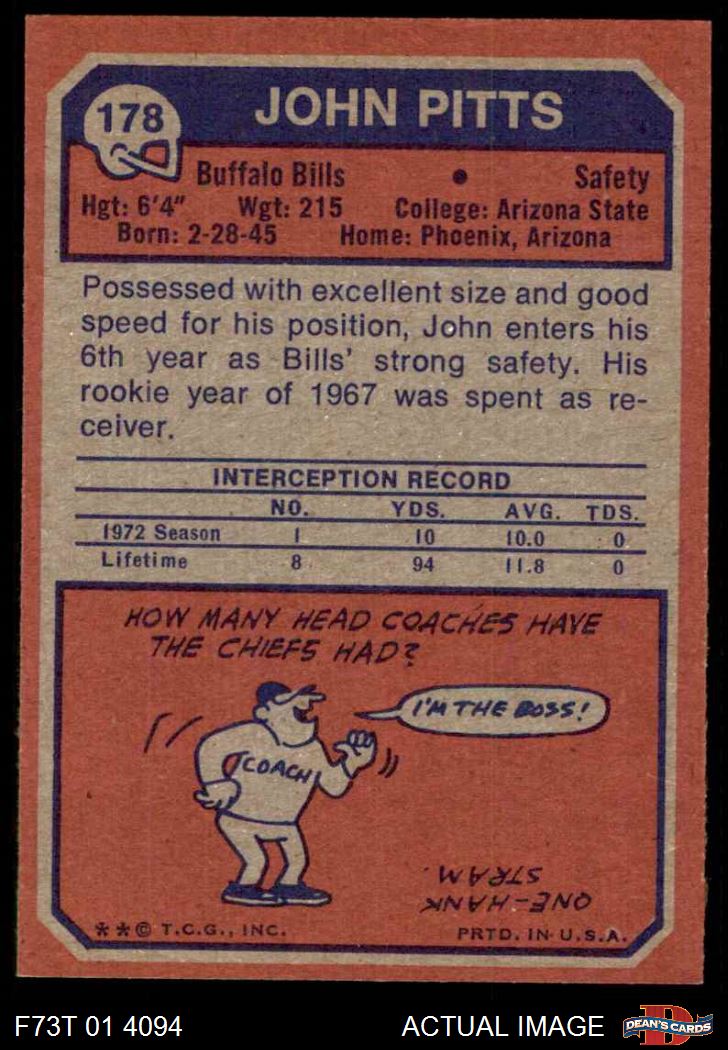 178
JOHN PITTS
Buffalo Bills • Safety
Hgt: 6'4" Wgt: 215 College: Arizona State
Born: 2-28-45 Home: Phoenix, Arizona
Possessed with excellent size and good
speed for his position, John enters his
6th year as Bills' strong safety. His
rookie year of 1967 was spent as re-
ceiver.
INTERCEPTION RECORD
NO. YDS. AVG. TDS.
1972 Season 1 10 10.0 0
Lifetime 8 94 11.8 0
HOW MANY HEAD COACHES HAVE
THE CHIEFS HAD?
I'M THE BOSS!
COACH
ONE-HANK
STRAM.
**© T.C.G., INC. PRTD. IN U.S.A.
F73T 01 4094 ACTUAL IMAGE
D
DEAN'S CARDS